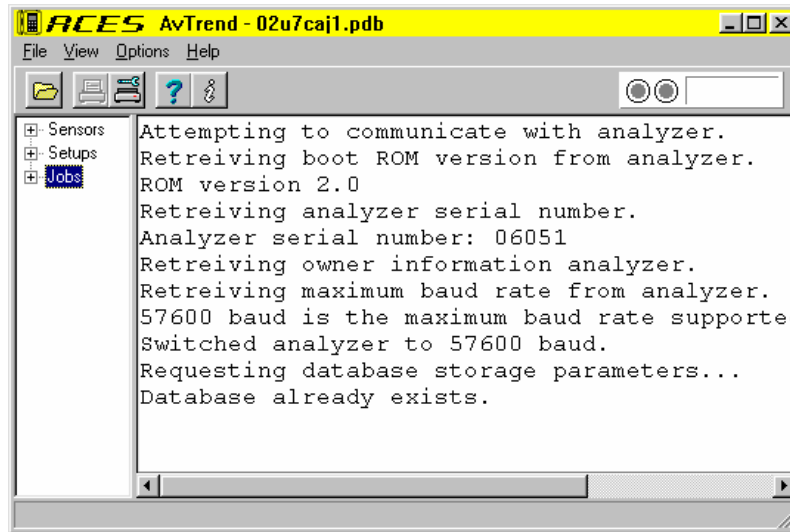 ACES AvTrend - 02u7caj1.pdb
File View Options Help
Sensors
Setups
Jobs
Attempting to communicate with analyzer.
Retreiving boot ROM version from analyzer.
ROM version 2.0
Retreiving analyzer serial number.
Analyzer serial number: 06051
Retreiving owner information analyzer.
Retreiving maximum baud rate from analyzer.
57600 baud is the maximum baud rate supporte
Switched analyzer to 57600 baud.
Requesting database storage parameters...
Database already exists.